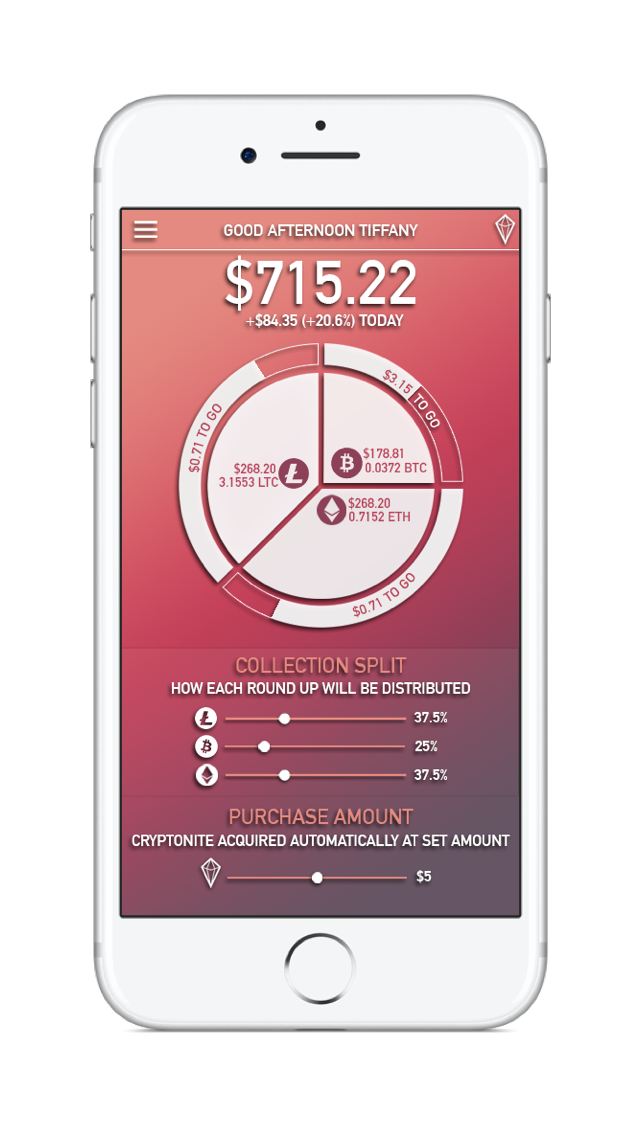 GOOD AFTERNOON TIFFANY
$715.22
+$84.35 (+20.6%) TODAY
$3.15 TO GO
$0.71 TO GO
$178.81
0.0372 BTC
$268.20
3.1553 LTC
$268.20
0.7152 ETH
$0.71 TO GO
COLLECTION SPLIT
HOW EACH ROUND UP WILL BE DISTRIBUTED
37.5%
25%
37.5%
PURCHASE AMOUNT
CRYPTONITE ACQUIRED AUTOMATICALLY AT SET AMOUNT
$5